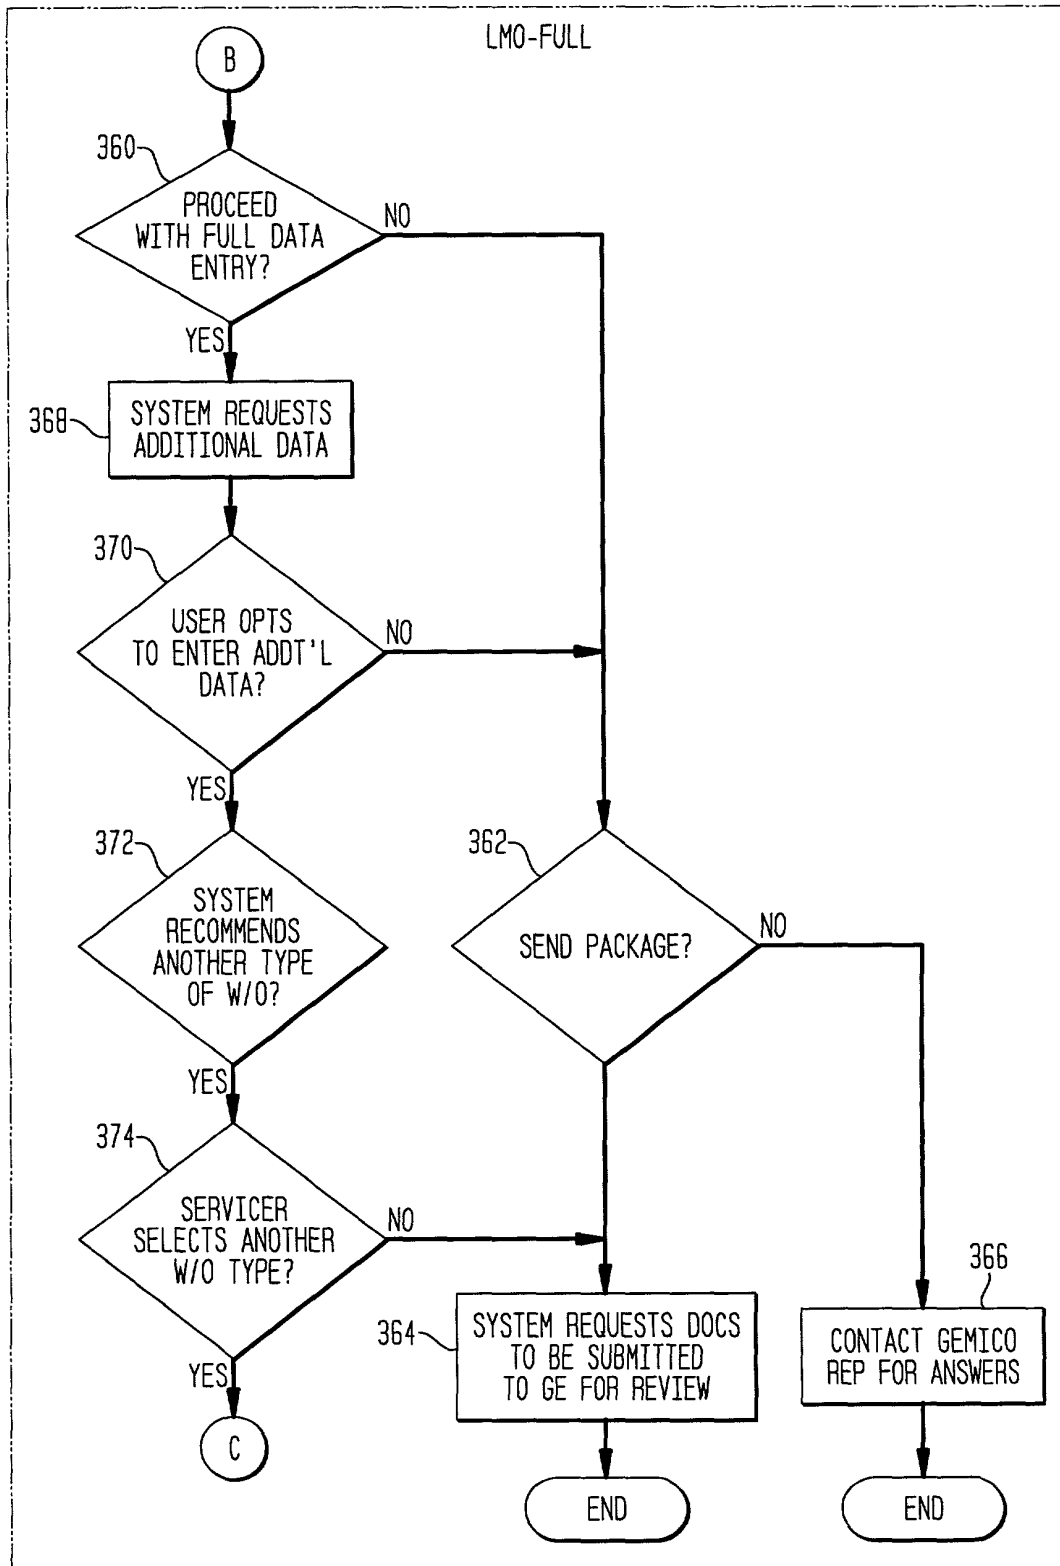 LMO-FULL
B
360
PROCEED
WITH FULL DATA
ENTRY?
NO
YES
368
SYSTEM REQUESTS
ADDITIONAL DATA
370
USER OPTS
TO ENTER ADDT'L
DATA?
NO
YES
372
SYSTEM
RECOMMENDS
ANOTHER TYPE
OF W/O?
YES
362
SEND PACKAGE?
NO
374
SERVICER
SELECTS ANOTHER
W/O TYPE?
NO
YES
C
364
SYSTEM REQUESTS DOCS
TO BE SUBMITTED
TO GE FOR REVIEW
END
366
CONTACT GEMICO
REP FOR ANSWERS
END